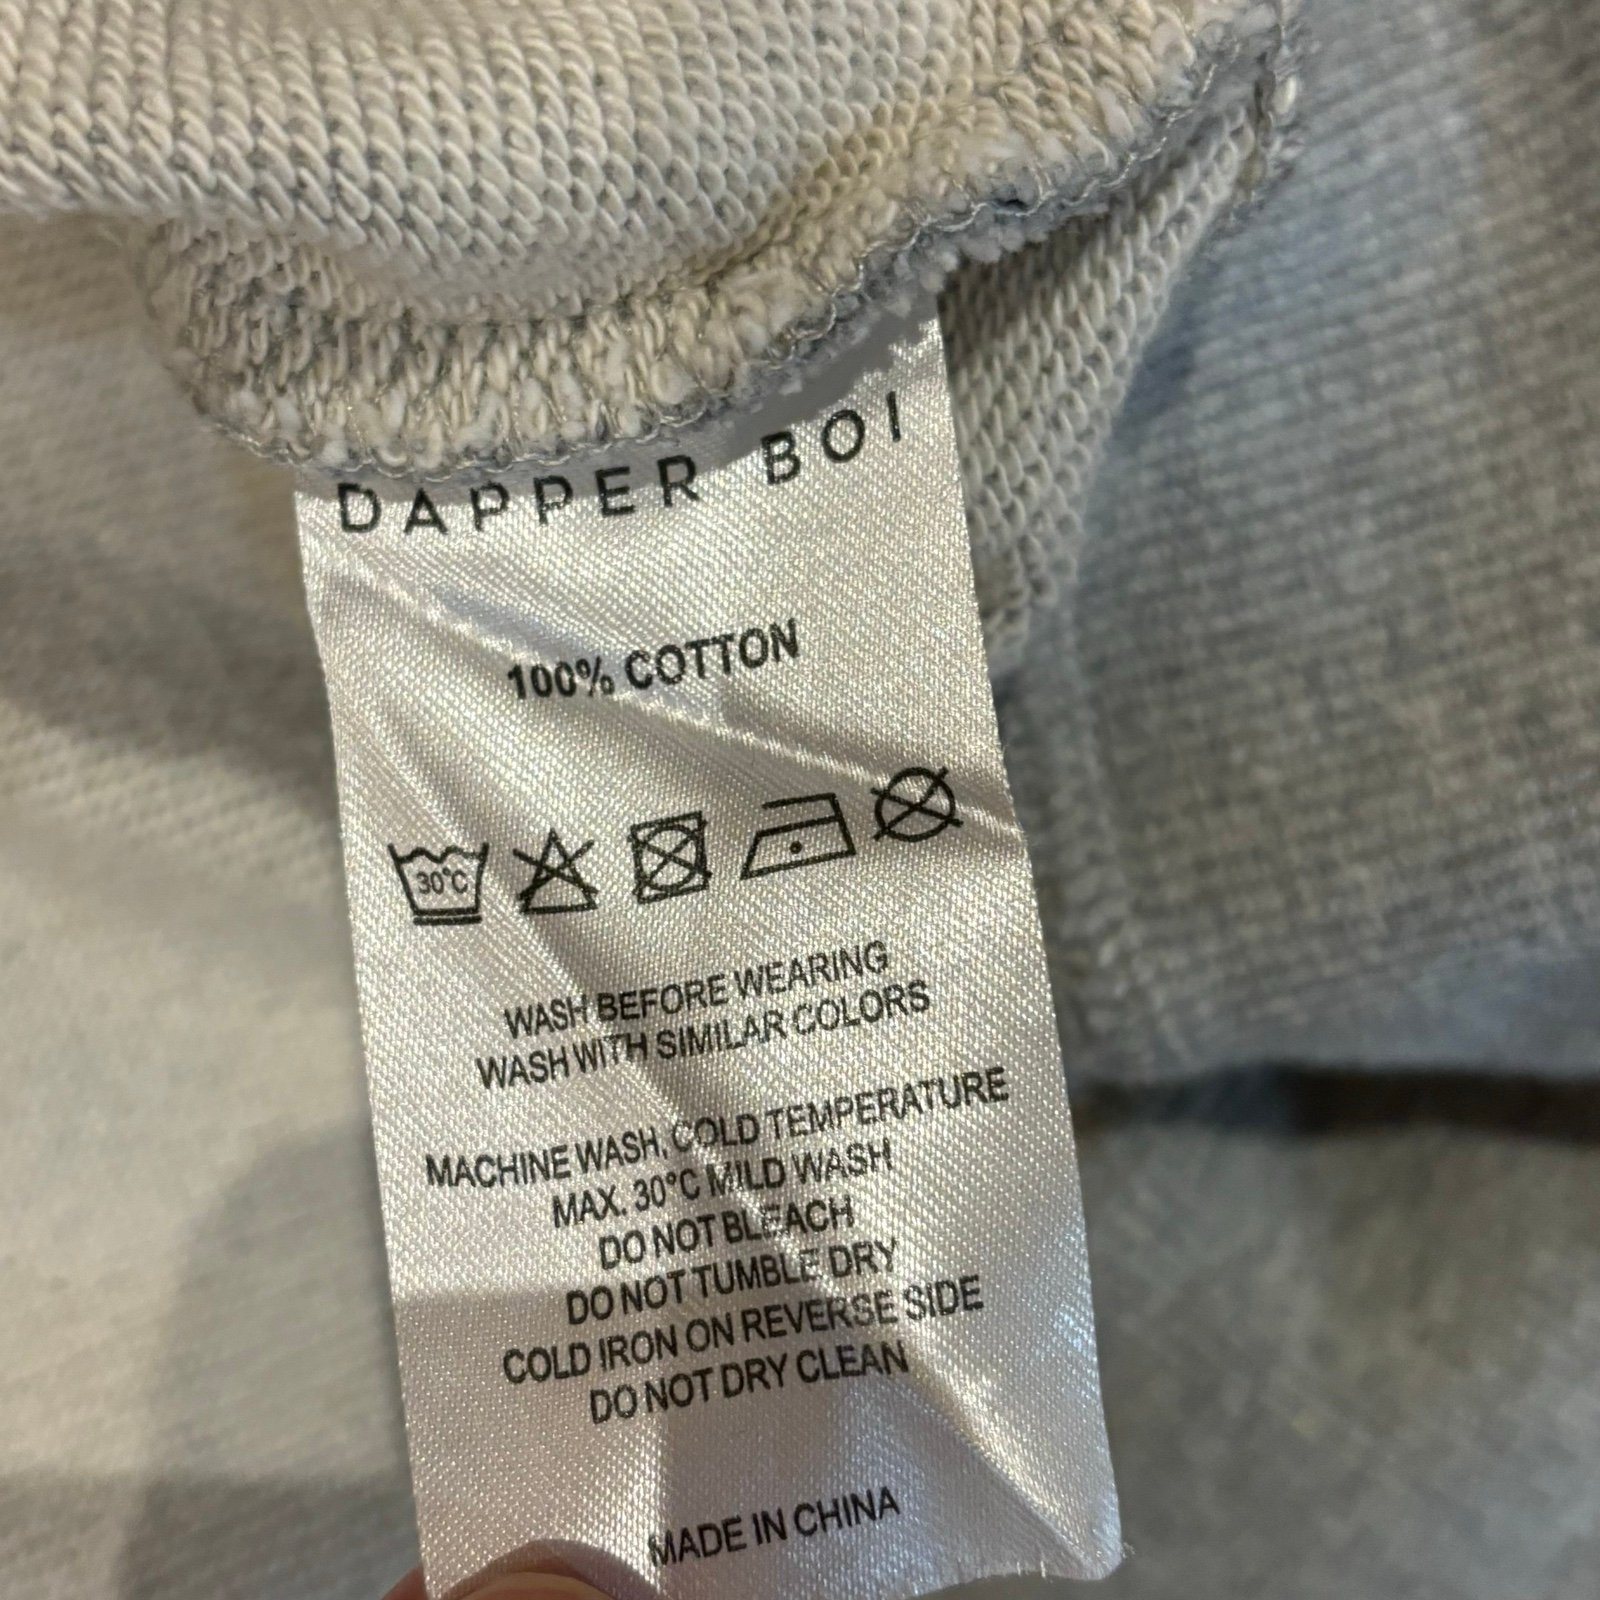 DAPPER BOI
100% COTTON
30°C
WASH BEFORE WEARING
WASH WITH SIMILAR COLORS
MACHINE WASH, COLD TEMPERATURE
MAX. 30°C MILD WASH
DO NOT BLEACH
DO NOT TUMBLE DRY
COLD IRON ON REVERSE SIDE
DO NOT DRY CLEAN
MADE IN CHINA